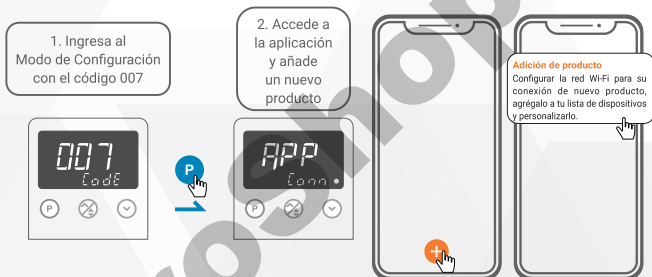 1. Ingresa al
Modo de Configuración
con el código 007
2. Accede a
la aplicación
y añade
un nuevo
producto
007
CodE
P
P
APP
Conn
P
Adición de producto
Configurar la red Wi-Fi para su
conexión de nuevo producto,
agrégalo a tu lista de dispositivos
y personalizarlo.